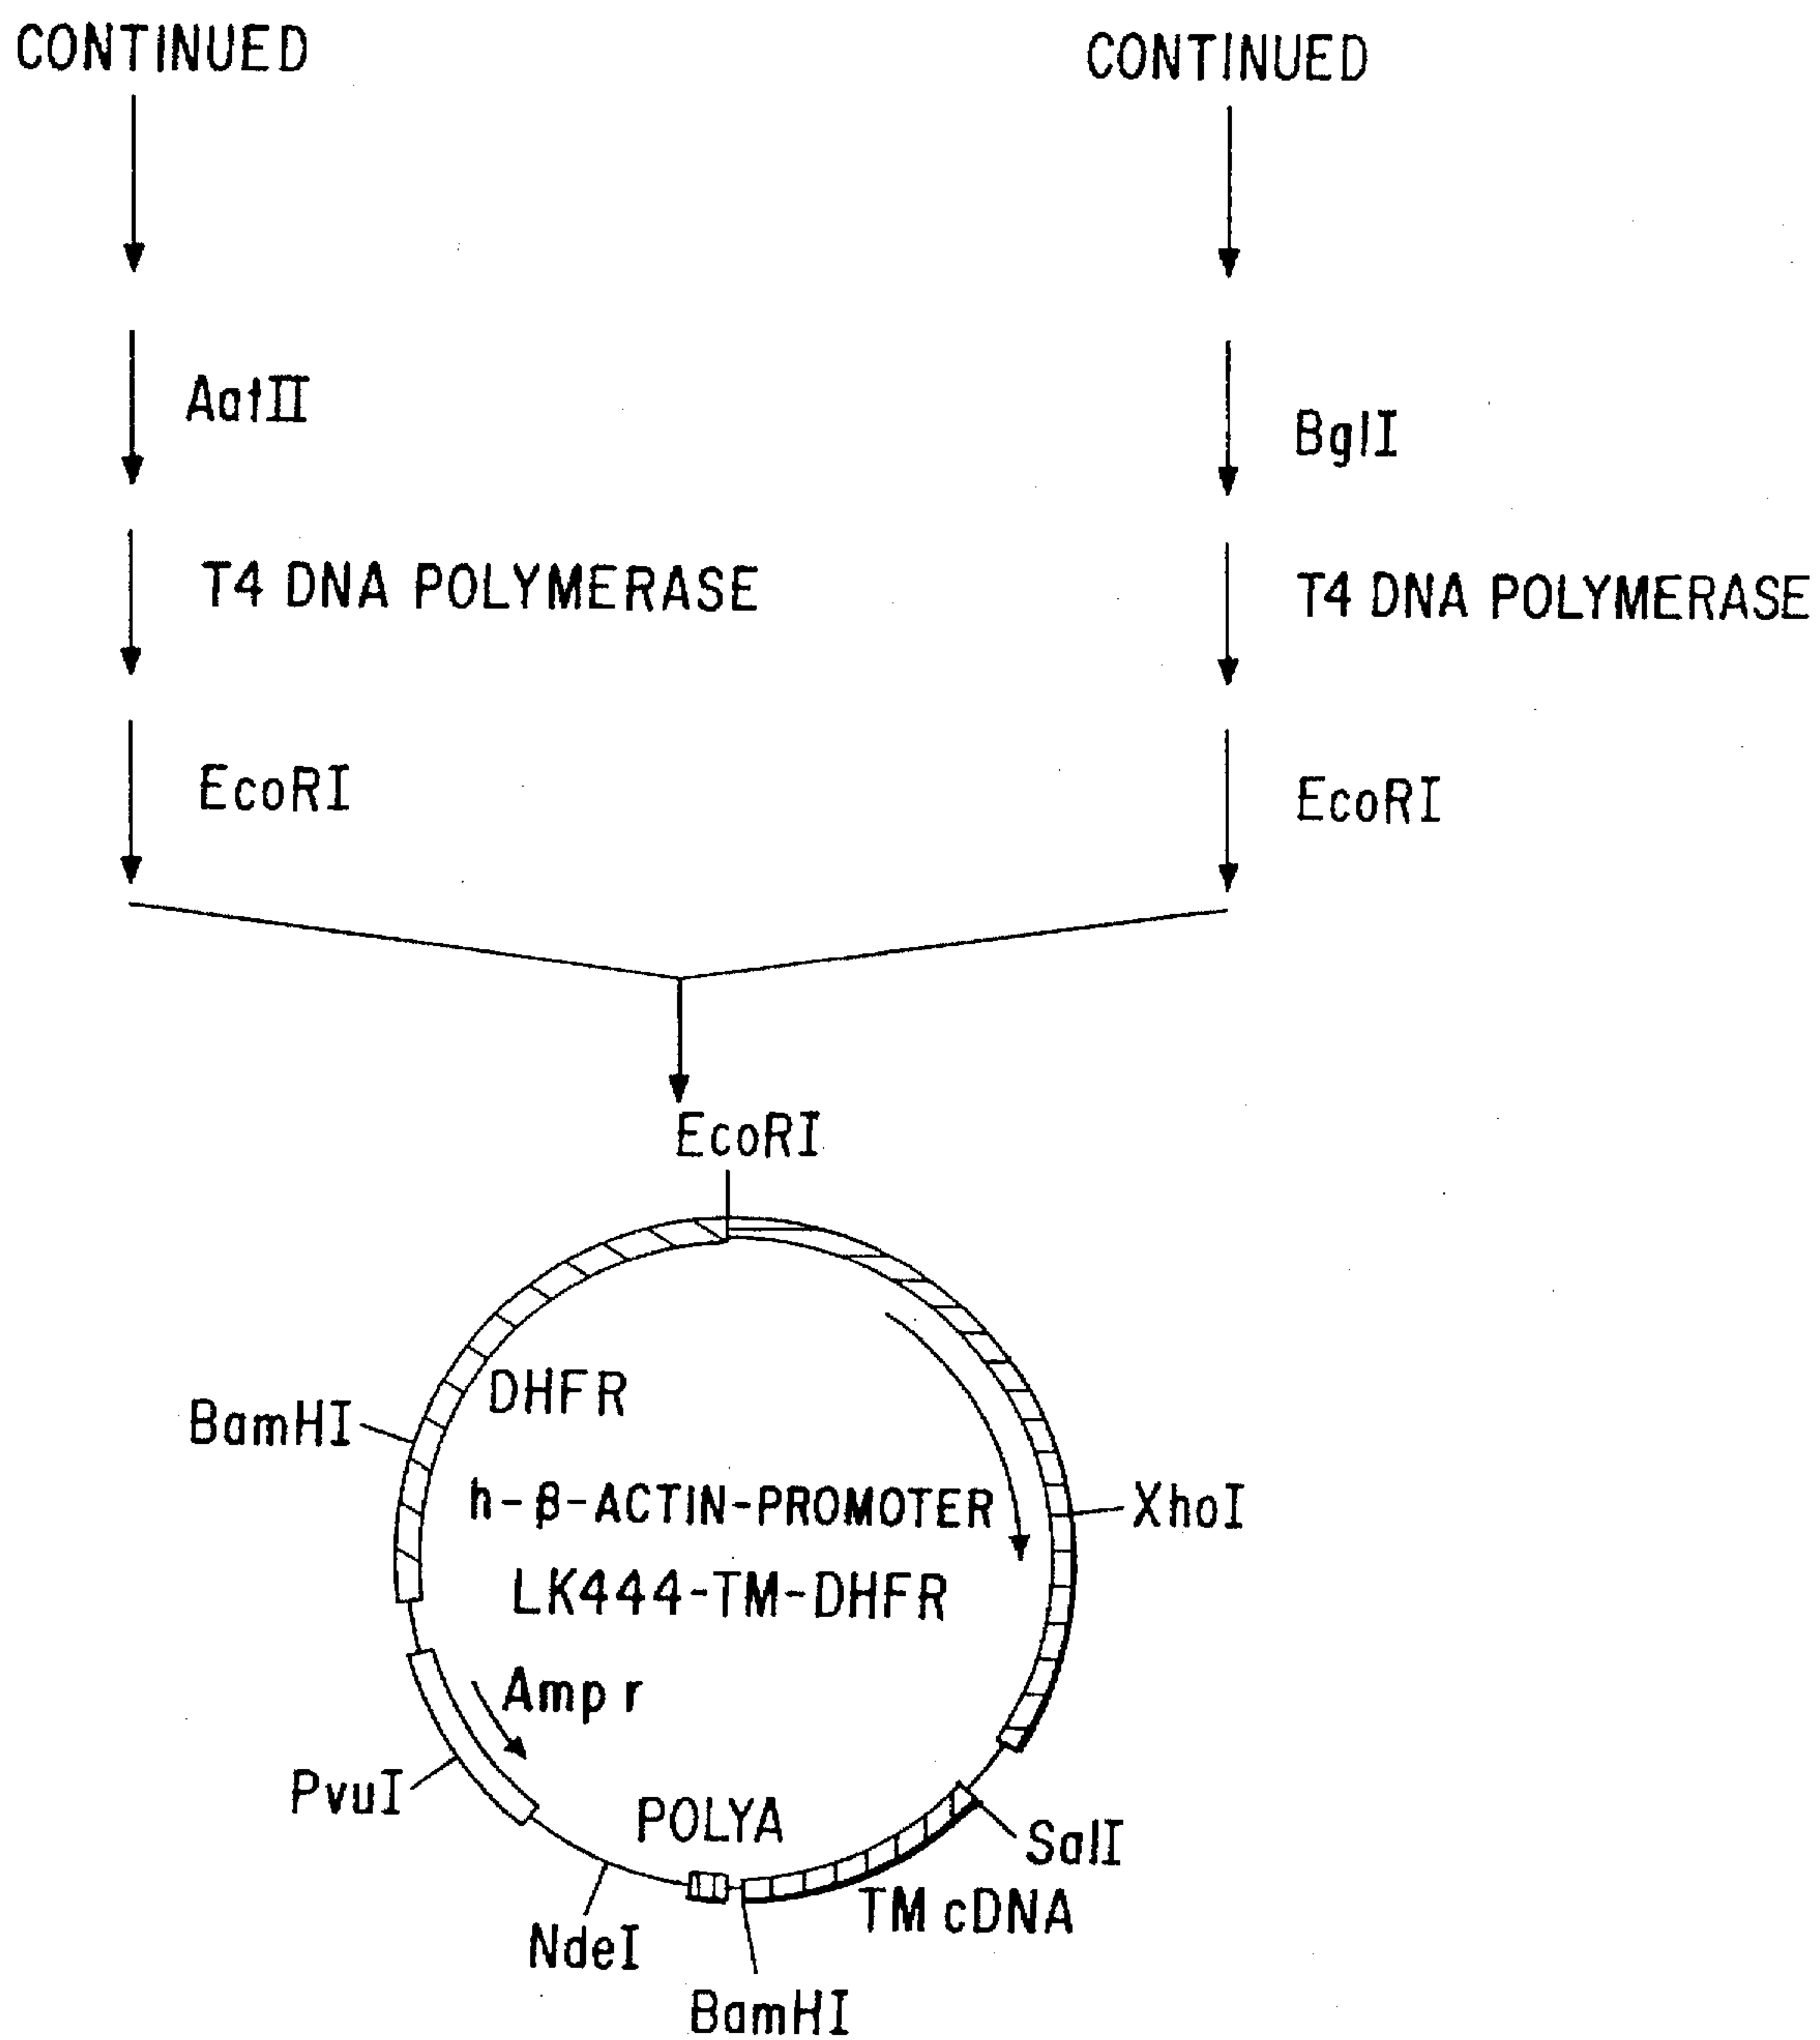 CONTINUED
CONTINUED
AatII
BglI
T4 DNA POLYMERASE
T4 DNA POLYMERASE
EcoRI
EcoRI
EcoRI
DHFR
BamHI
h-β-ACTIN-PROMOTER
XhoI
LK444-TM-DHFR
Amp r
PvuI
POLYA
SalI
TM cDNA
NdeI
BamHI